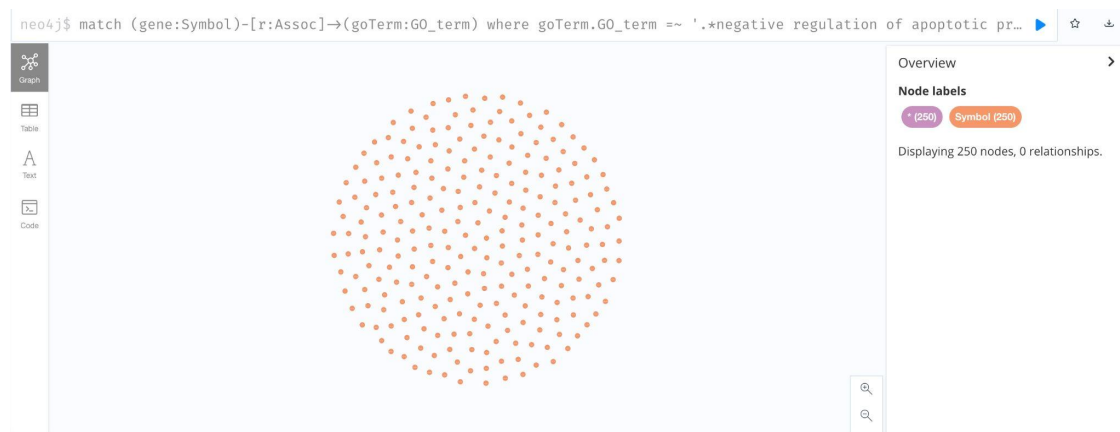 neo4j$ match (gene:Symbol)-[r:Assoc]→(goTerm:GO_term) where goTerm.GO_term =~ '.*negative regulation of apoptotic pr…
Graph
Table
A
Text
Code
Overview
Node labels
* (250) Symbol (250)
Displaying 250 nodes, 0 relationships.